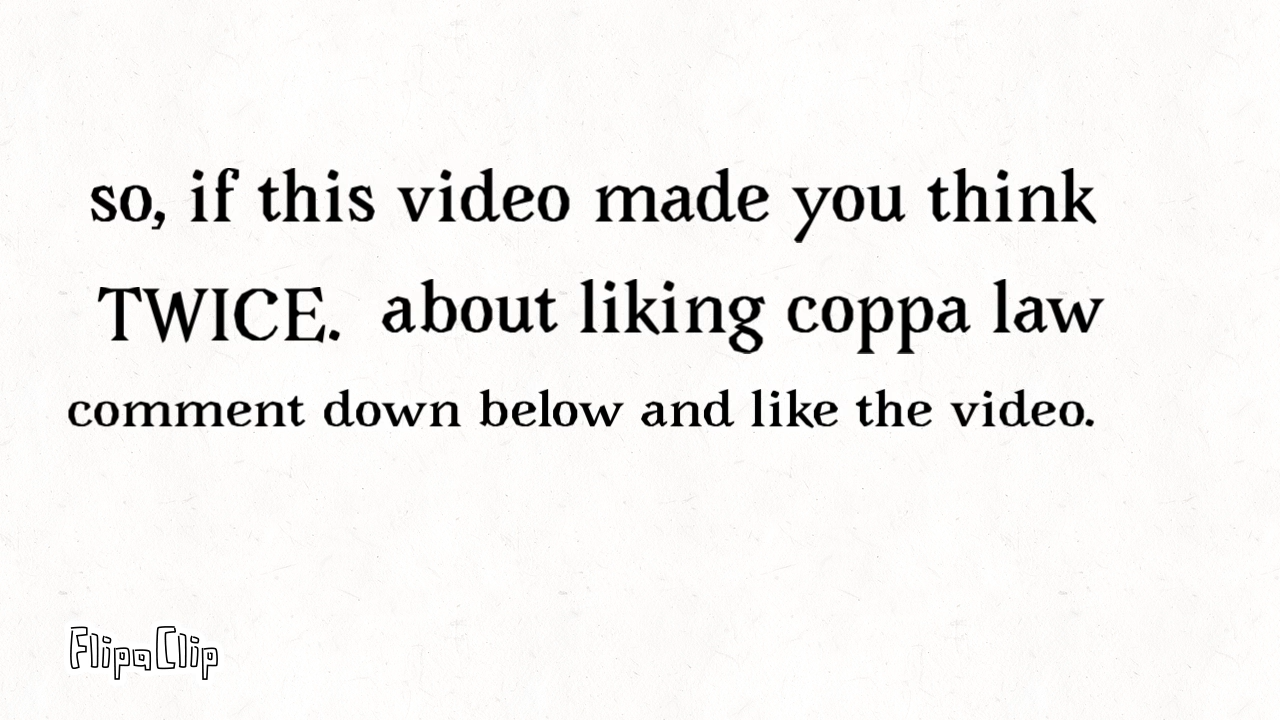 so, if this video made you think
TWICE. about liking coppa law
comment down below and like the video.
FlipaClip